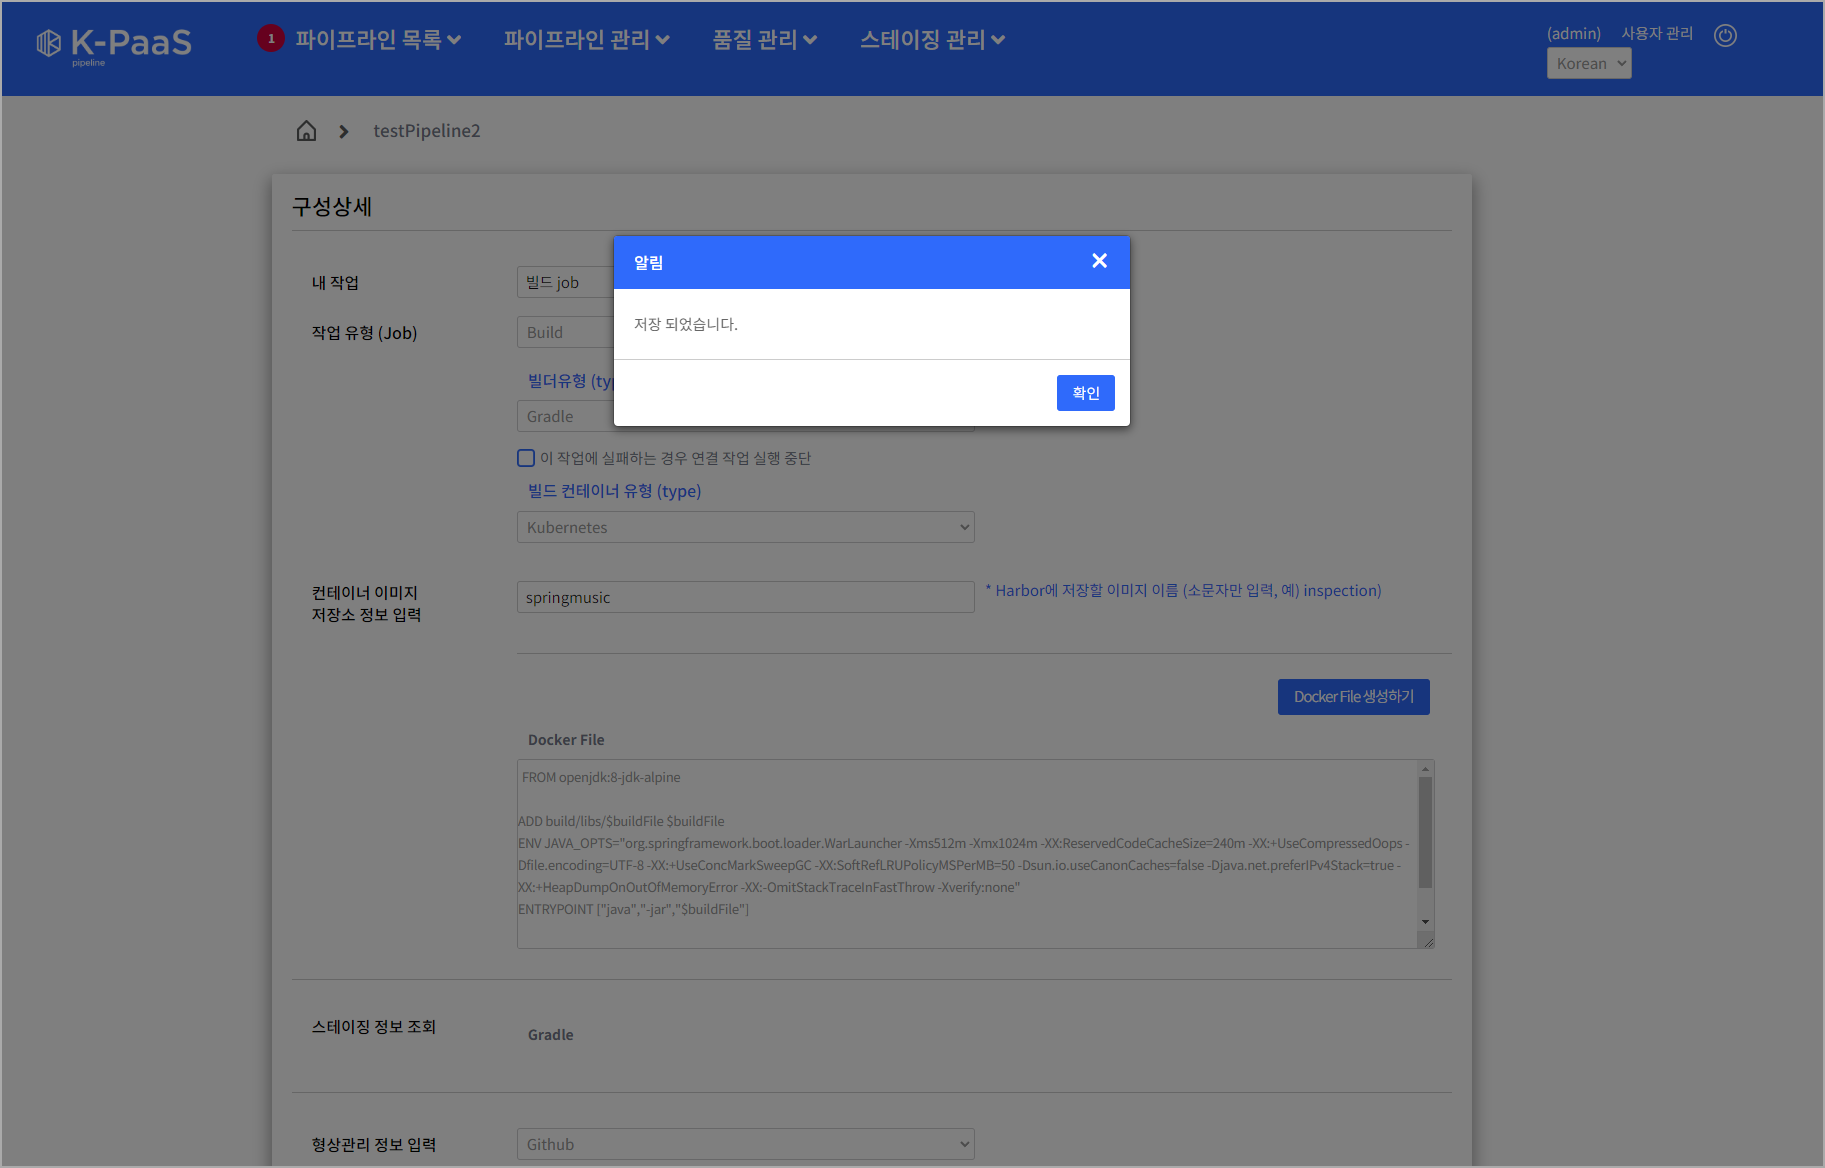 K-PaaS
pipeline
1 파이프라인 목록 파이프라인 관리 품질 관리 스테이징 관리
(admin) 사용자 관리
Korean
testPipeline2
구성상세
알림
저장 되었습니다.
확인
내 작업 빌드 job
작업 유형 (Job) Build
빌더유형 (typ
Gradle
이 작업에 실패하는 경우 연결 작업 실행 중단
빌드 컨테이너 유형 (type)
Kubernetes
컨테이너 이미지
저장소 정보 입력
springmusic * Harbor에 저장할 이미지 이름 (소문자만 입력, 예) inspection)
Docker File 생성하기
Docker File
FROM openjdk:8-jdk-alpine
ADD build/libs/$buildFile $buildFile
ENV JAVA_OPTS="org.springframework.boot.loader.WarLauncher -Xms512m -Xmx1024m -XX:ReservedCodeCacheSize=240m -XX:+UseCompressedOops -
Dfile.encoding=UTF-8 -XX:+UseConcMarkSweepGC -XX:SoftRefLRUPolicyMSPerMB=50 -Dsun.io.useCanonCaches=false -Djava.net.preferIPv4Stack=true -
XX:+HeapDumpOnOutOfMemoryError -XX:-OmitStackTraceInFastThrow -Xverify:none"
ENTRYPOINT ["java","-jar","$buildFile"]
스테이징 정보 조회 Gradle
형상관리 정보 입력 Github